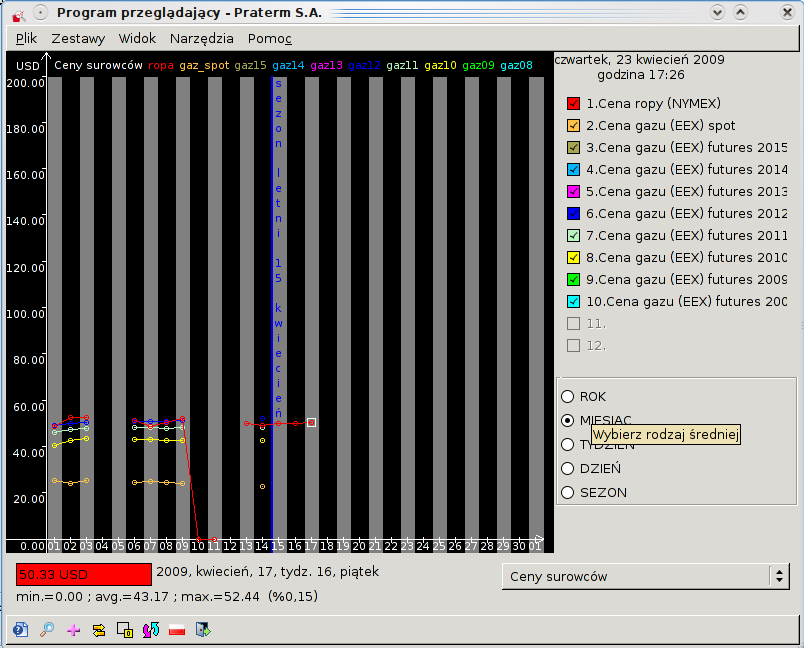 Program przeglądający - Praterm S.A.
Plik Zestawy Widok Narzędzia Pomoc
USD Ceny surowców ropa gaz_spot gaz15 gaz14 gaz13 gaz12 gaz11 gaz10 gaz09 gaz08
200.00
180.00
160.00
140.00
120.00
100.00
80.00
60.00
40.00
20.00
0.00
sezon letni 15 kwiecień
01 02 03 04 05 06 07 08 09 10 11 12 13 14 15 16 17 18 19 20 21 22 23 24 25 26 27 28 29 30 01
czwartek, 23 kwiecień 2009
godzina 17:26
1.Cena ropy (NYMEX)
2.Cena gazu (EEX) spot
3.Cena gazu (EEX) futures 2015
4.Cena gazu (EEX) futures 2014
5.Cena gazu (EEX) futures 2013
6.Cena gazu (EEX) futures 2012
7.Cena gazu (EEX) futures 2011
8.Cena gazu (EEX) futures 2010
9.Cena gazu (EEX) futures 2009
10.Cena gazu (EEX) futures 200
11.
12.
ROK
MIESIĄC
Wybierz rodzaj średniej
TYDZIEŃ
DZIEŃ
SEZON
50.33 USD
2009, kwiecień, 17, tydz. 16, piątek
min.=0.00 ; avg.=43.17 ; max.=52.44 (%0,15)
Ceny surowców